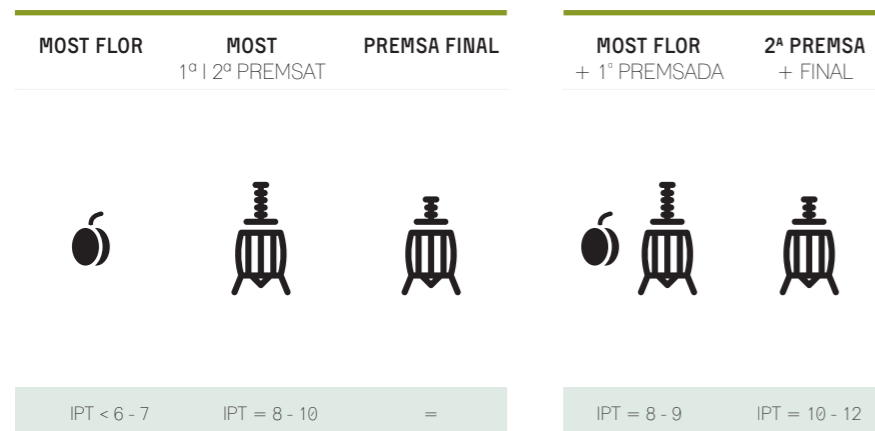 MOST FLOR
MOST
1ª I 2ª PREMSAT
PREMSA FINAL
MOST FLOR
+ 1ª PREMSADA
2ª PREMSA
+ FINAL
IPT < 6 - 7
IPT = 8 - 10
=
IPT = 8 - 9
IPT = 10 - 12